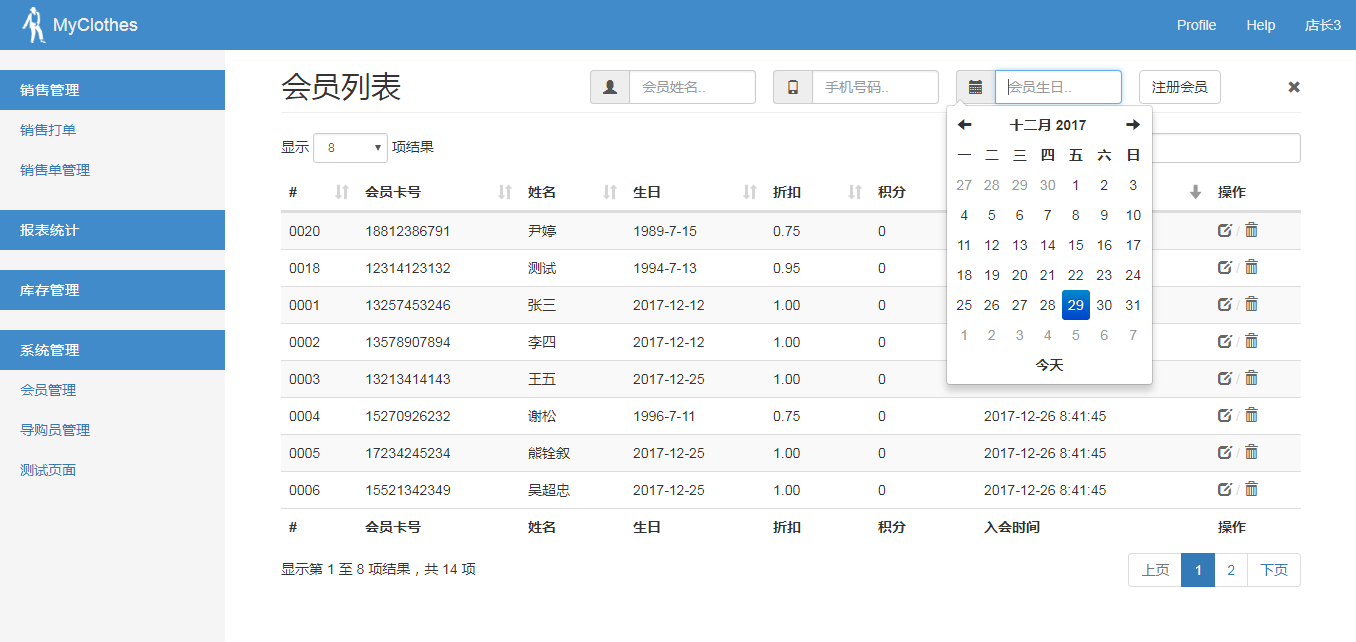 MyClothes
Profile Help 店长3
销售管理
销售打单
销售单管理
报表统计
库存管理
系统管理
会员管理
导购员管理
测试页面
会员列表 会员姓名.. 手机号码.. 会员生日.. 注册会员
显示 8 项结果
十二月 2017
一 二 三 四 五 六 日
27 28 29 30 1 2 3
4 5 6 7 8 9 10
11 12 13 14 15 16 17
18 19 20 21 22 23 24
25 26 27 28 29 30 31
1 2 3 4 5 6 7
今天
# 会员卡号 姓名 生日 折扣 积分 操作
0020 18812386791 尹婷 1989-7-15 0.75 0 /
0018 12314123132 测试 1994-7-13 0.95 0 /
0001 13257453246 张三 2017-12-12 1.00 0 /
0002 13578907894 李四 2017-12-12 1.00 0 /
0003 13213414143 王五 2017-12-25 1.00 0 /
0004 15270926232 谢松 1996-7-11 0.75 0 2017-12-26 8:41:45 /
0005 17234245234 熊铨叙 2017-12-25 1.00 0 2017-12-26 8:41:45 /
0006 15521342349 吴超忠 2017-12-25 1.00 0 2017-12-26 8:41:45 /
# 会员卡号 姓名 生日 折扣 积分 入会时间 操作
显示第 1 至 8 项结果，共 14 项
上页 1 2 下页